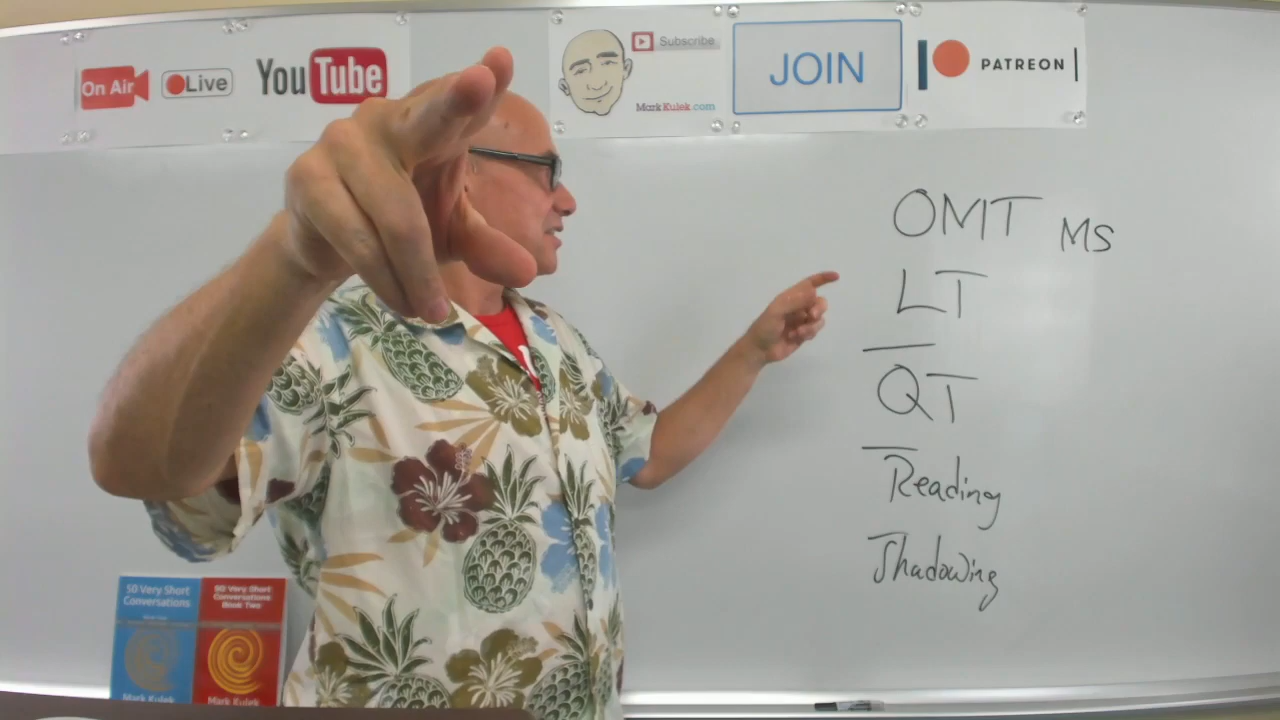 On Air
Live
YouTube
Subscribe
MarkKulek.com
JOIN
PATREON
OMT MS
LT
QT
Reading
Shadowing
50 Very Short
Conversations
Mark Kulek
50 Very Short
Conversations
Book Two
Mark Kulek